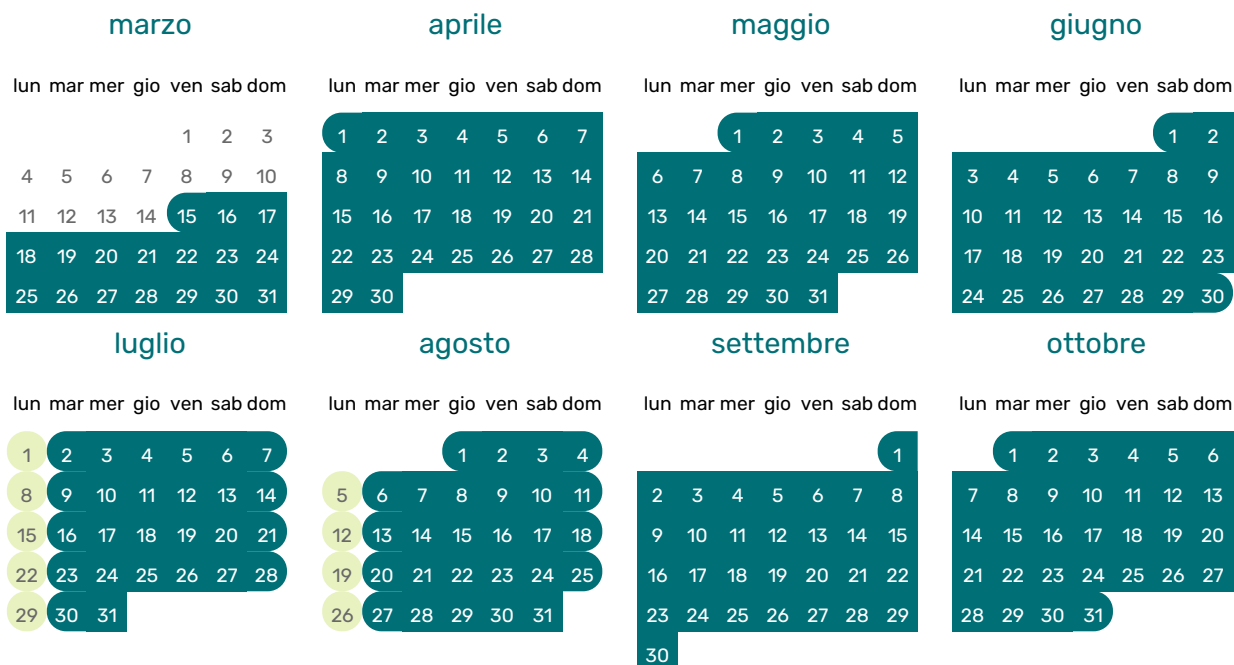 marzo
lun mar mer gio ven sab dom
1 2 3
4 5 6 7 8 9 10
11 12 13 14 15 16 17
18 19 20 21 22 23 24
25 26 27 28 29 30 31
aprile
lun mar mer gio ven sab dom
1 2 3 4 5 6 7
8 9 10 11 12 13 14
15 16 17 18 19 20 21
22 23 24 25 26 27 28
29 30
maggio
lun mar mer gio ven sab dom
1 2 3 4 5
6 7 8 9 10 11 12
13 14 15 16 17 18 19
20 21 22 23 24 25 26
27 28 29 30 31
giugno
lun mar mer gio ven sab dom
1 2
3 4 5 6 7 8 9
10 11 12 13 14 15 16
17 18 19 20 21 22 23
24 25 26 27 28 29 30
luglio
lun mar mer gio ven sab dom
1 2 3 4 5 6 7
8 9 10 11 12 13 14
15 16 17 18 19 20 21
22 23 24 25 26 27 28
29 30 31
agosto
lun mar mer gio ven sab dom
1 2 3 4
5 6 7 8 9 10 11
12 13 14 15 16 17 18
19 20 21 22 23 24 25
26 27 28 29 30 31
settembre
lun mar mer gio ven sab dom
1
2 3 4 5 6 7 8
9 10 11 12 13 14 15
16 17 18 19 20 21 22
23 24 25 26 27 28 29
30
ottobre
lun mar mer gio ven sab dom
1 2 3 4 5 6
7 8 9 10 11 12 13
14 15 16 17 18 19 20
21 22 23 24 25 26 27
28 29 30 31